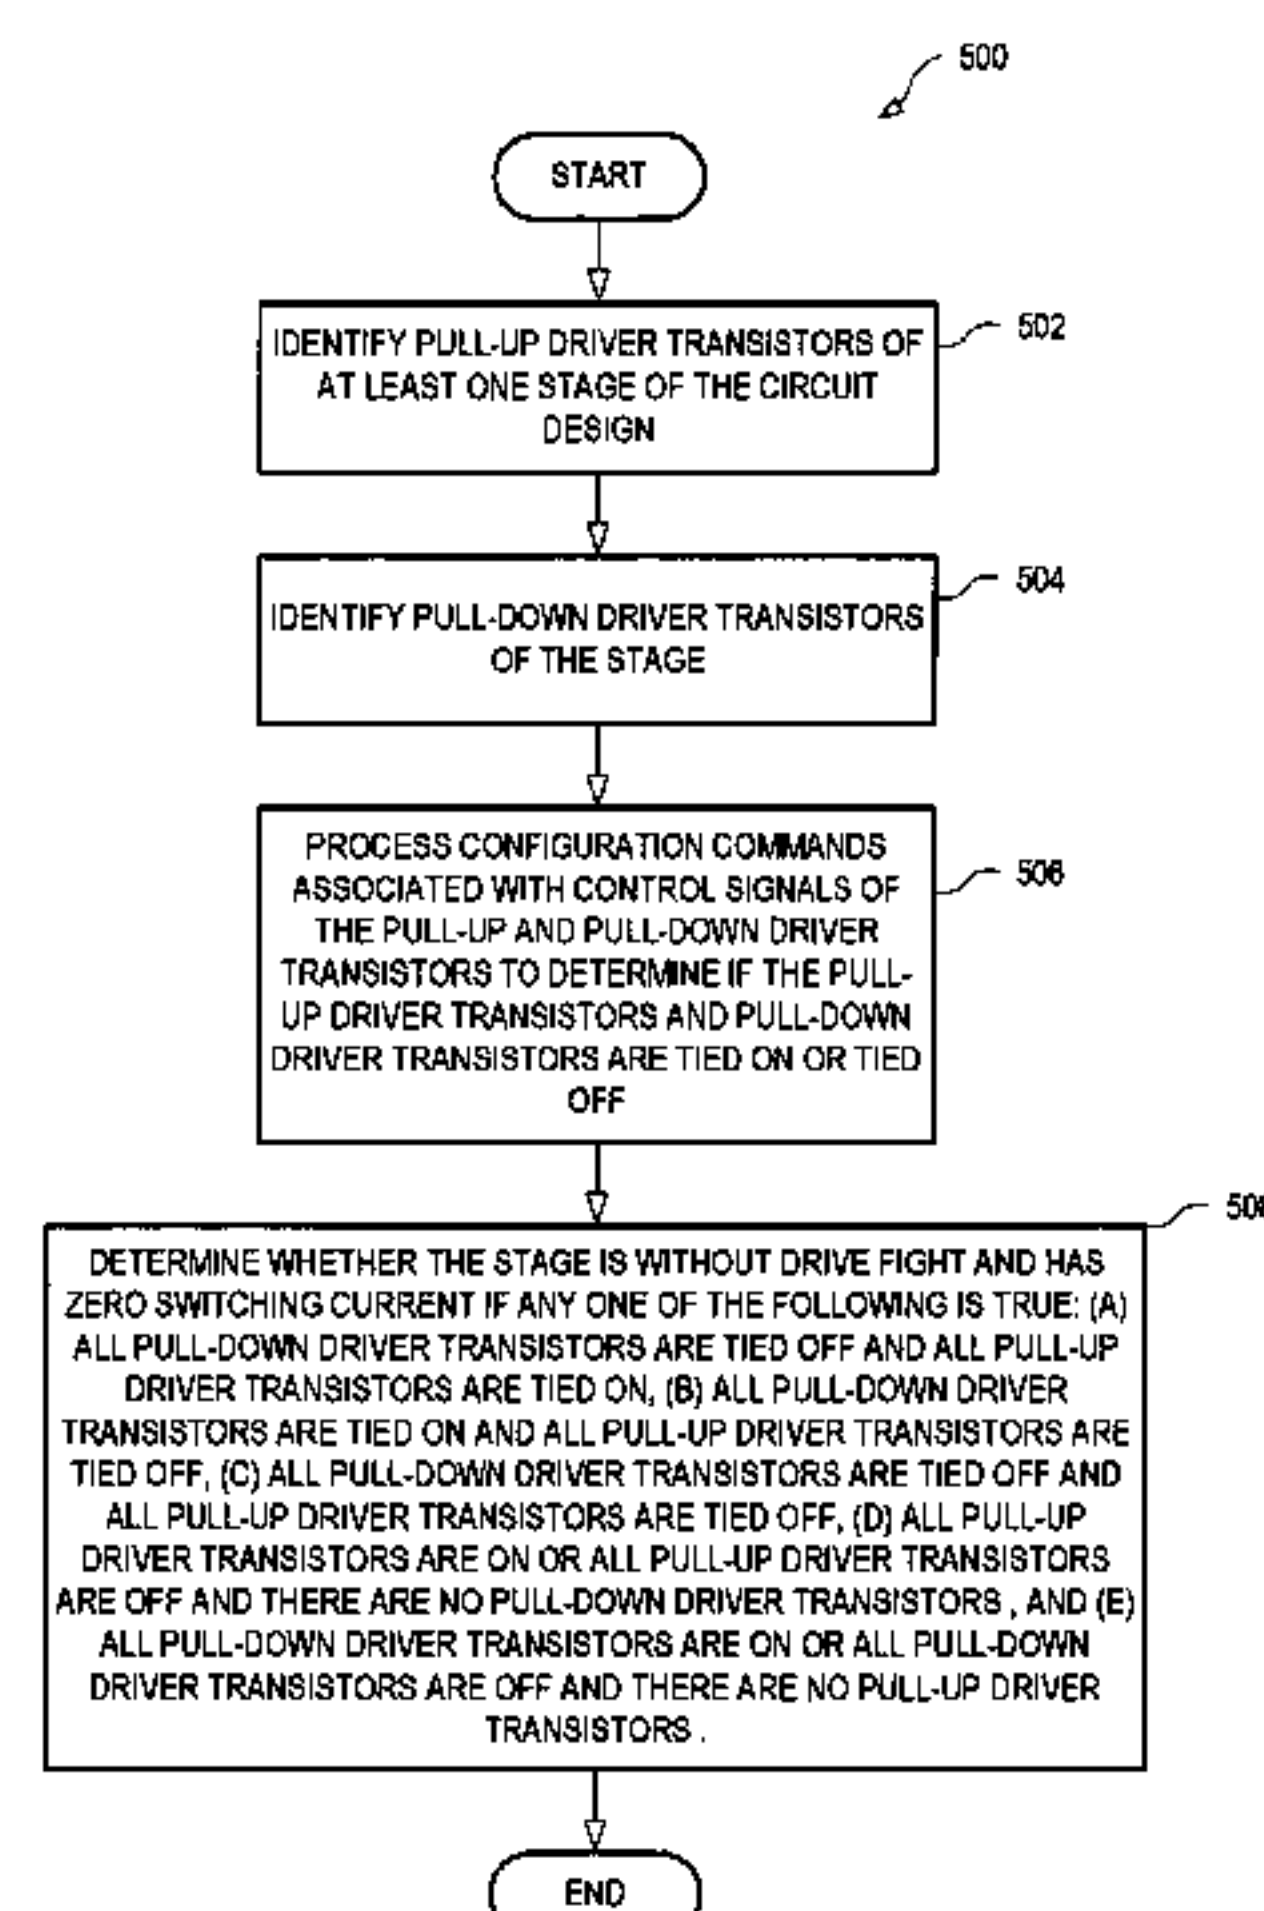 500
START
IDENTIFY PULL-UP DRIVER TRANSISTORS OF
AT LEAST ONE STAGE OF THE CIRCUIT
DESIGN
502
IDENTIFY PULL-DOWN DRIVER TRANSISTORS
OF THE STAGE
504
PROCESS CONFIGURATION COMMANDS
ASSOCIATED WITH CONTROL SIGNALS OF
THE PULL-UP AND PULL-DOWN DRIVER
TRANSISTORS TO DETERMINE IF THE PULL-
UP DRIVER TRANSISTORS AND PULL-DOWN
DRIVER TRANSISTORS ARE TIED ON OR TIED
OFF
506
DETERMINE WHETHER THE STAGE IS WITHOUT DRIVE FIGHT AND HAS
ZERO SWITCHING CURRENT IF ANY ONE OF THE FOLLOWING IS TRUE: (A)
ALL PULL-DOWN DRIVER TRANSISTORS ARE TIED OFF AND ALL PULL-UP
DRIVER TRANSISTORS ARE TIED ON, (B) ALL PULL-DOWN DRIVER
TRANSISTORS ARE TIED ON AND ALL PULL-UP DRIVER TRANSISTORS ARE
TIED OFF, (C) ALL PULL-DOWN DRIVER TRANSISTORS ARE TIED OFF AND
ALL PULL-UP DRIVER TRANSISTORS ARE TIED OFF, (D) ALL PULL-UP
DRIVER TRANSISTORS ARE ON OR ALL PULL-UP DRIVER TRANSISTORS
ARE OFF AND THERE ARE NO PULL-DOWN DRIVER TRANSISTORS , AND (E)
ALL PULL-DOWN DRIVER TRANSISTORS ARE ON OR ALL PULL-DOWN
DRIVER TRANSISTORS ARE OFF AND THERE ARE NO PULL-UP DRIVER
TRANSISTORS .
END